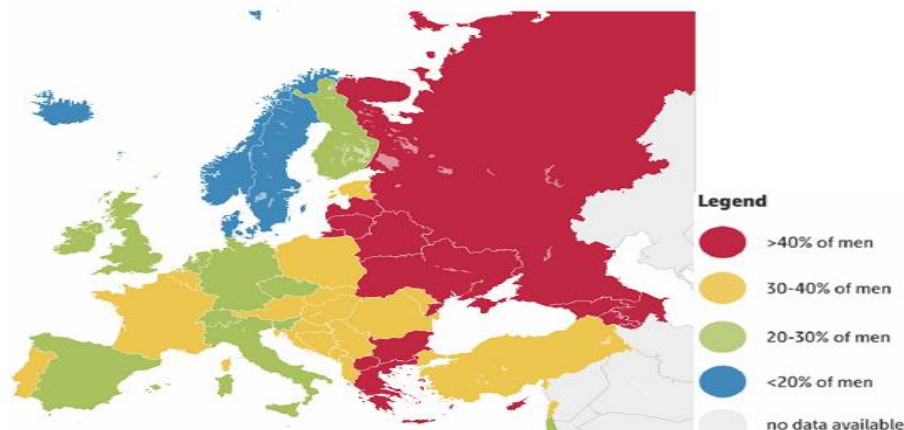 Legend
>40% of men
30-40% of men
20-30% of men
<20% of men
no data available